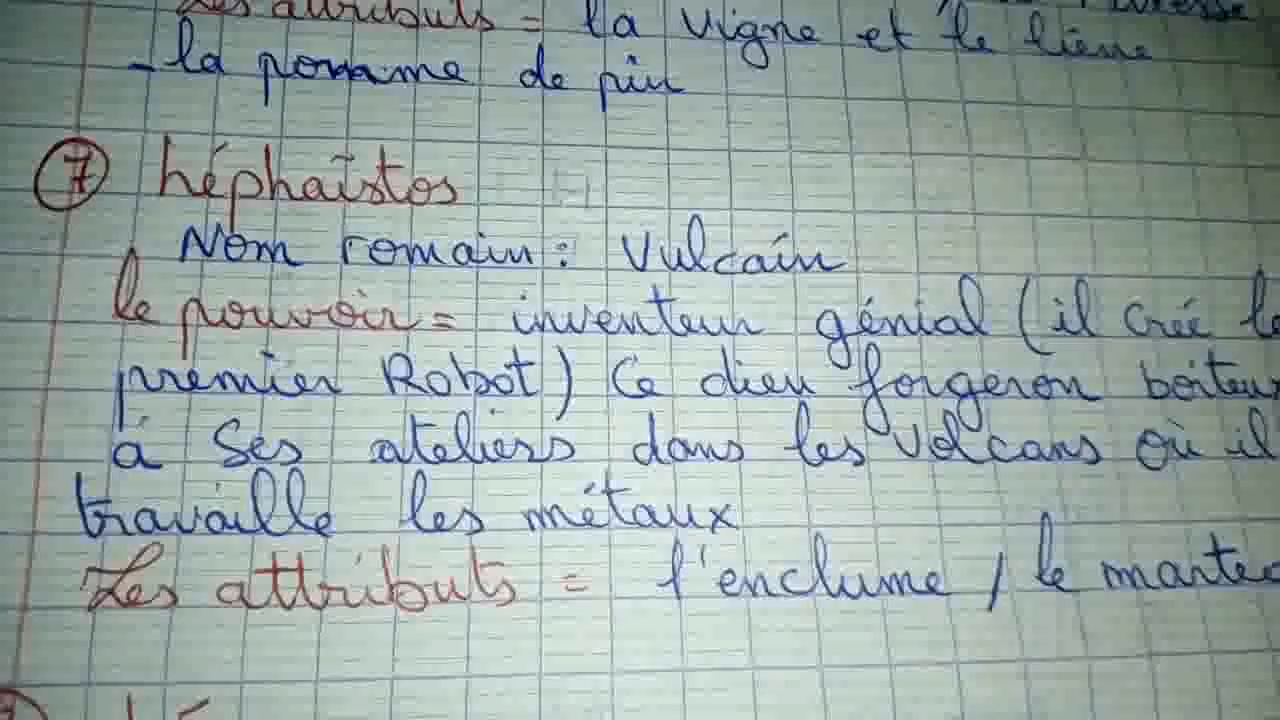 Les attributs = la vigne et le lierre
- la pomme de pin
7 héphaïstos
Nom romain : Vulcain
le pouvoir = inventeur génial (il crée le
premier Robot) Ce dieu forgeron boiteux
à Ses ateliers dans les Volcans où il
travaille les métaux
Les attributs = l'enclume / le marteau